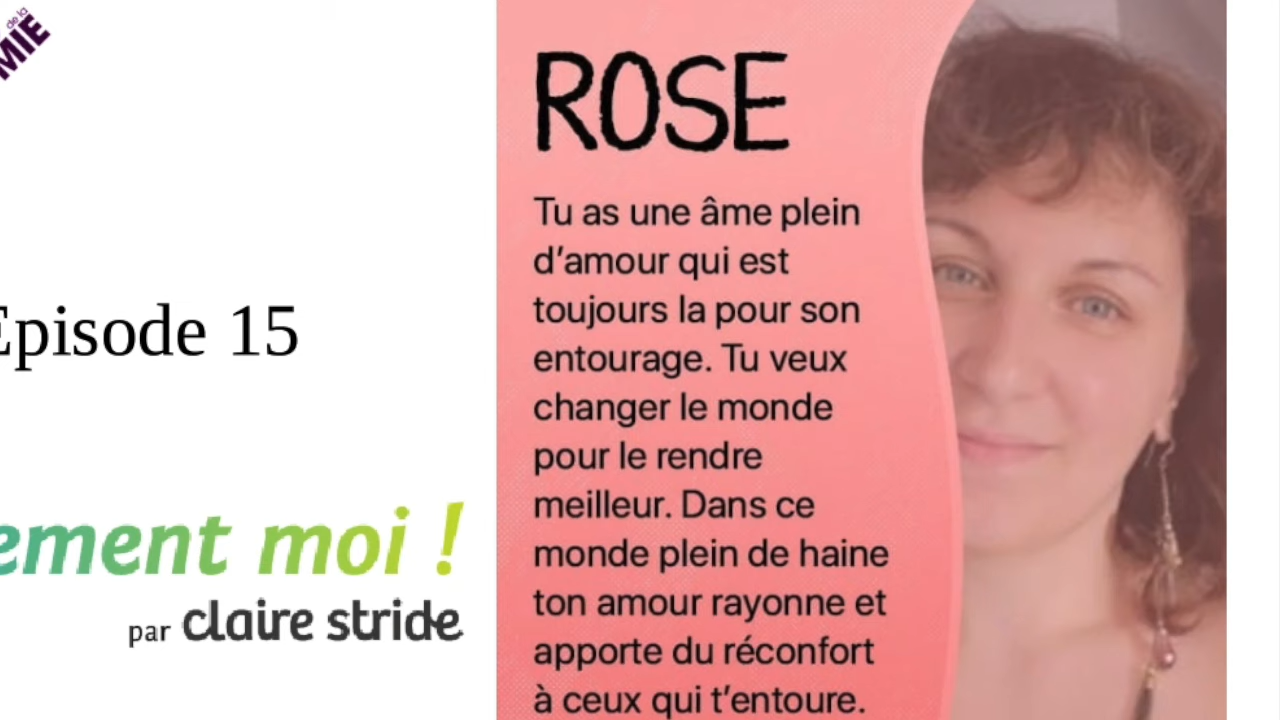 de la
MIE
Episode 15
ement moi !
par claire stride
ROSE
Tu as une âme plein
d’amour qui est
toujours la pour son
entourage. Tu veux
changer le monde
pour le rendre
meilleur. Dans ce
monde plein de haine
ton amour rayonne et
apporte du réconfort
à ceux qui t’entoure.